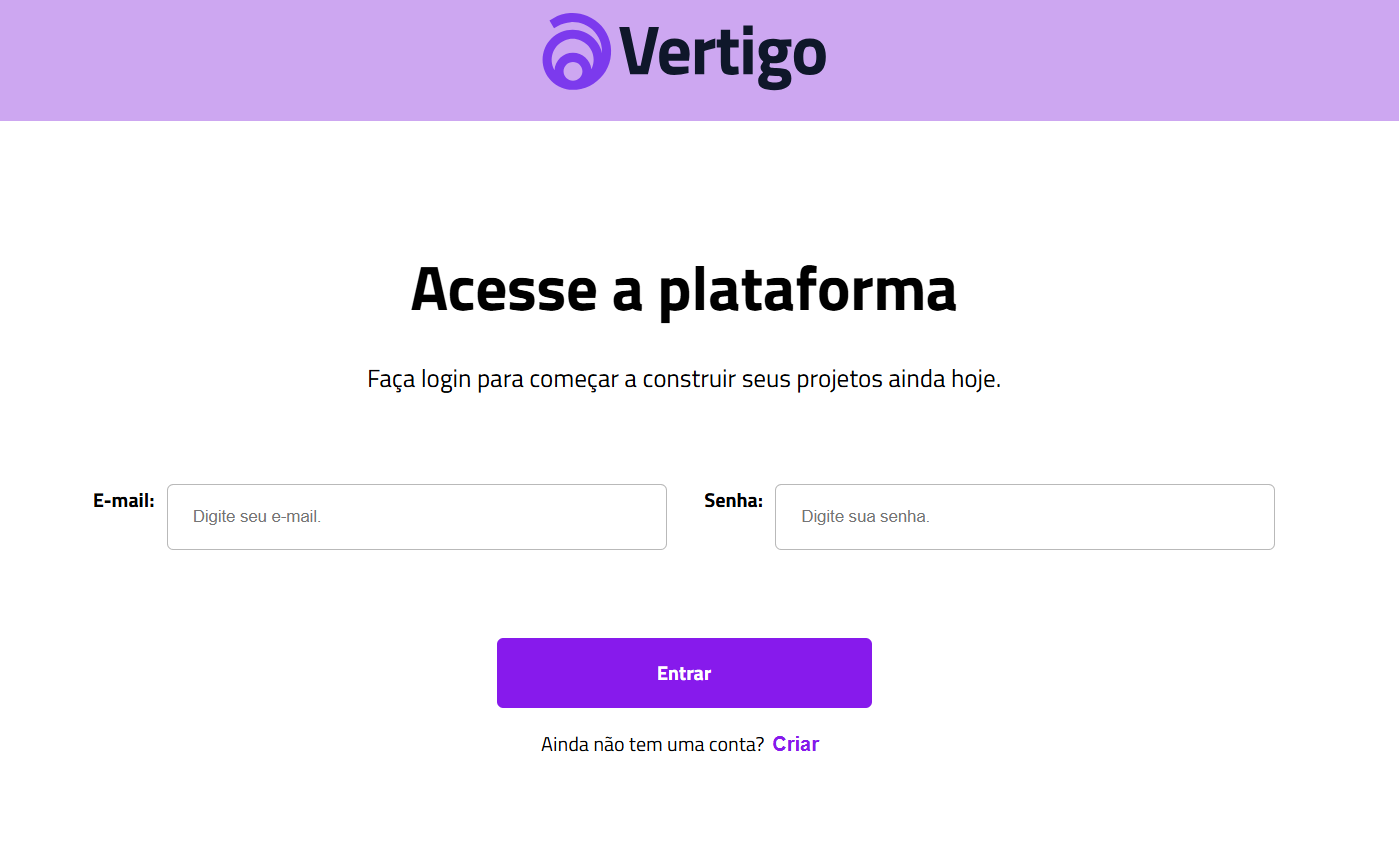 Vertigo
Acesse a plataforma
Faça login para começar a construir seus projetos ainda hoje.
E-mail: Digite seu e-mail. Senha: Digite sua senha.
Entrar
Ainda não tem uma conta? Criar